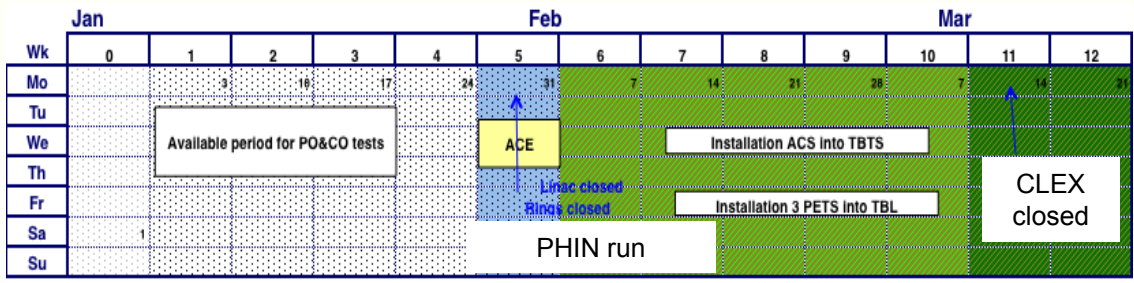 Jan Feb Mar
Wk 0 1 2 3 4 5 6 7 8 9 10 11 12
Mo 3 10 17 24 31 7 14 21 28 7 14 21
Tu
We Available period for PO&CO tests ACE Installation ACS into TBTS
Th
Linac closed
CLEX
Fr Rings closed Installation 3 PETS into TBL
closed
Sa 1
PHIN run
Su